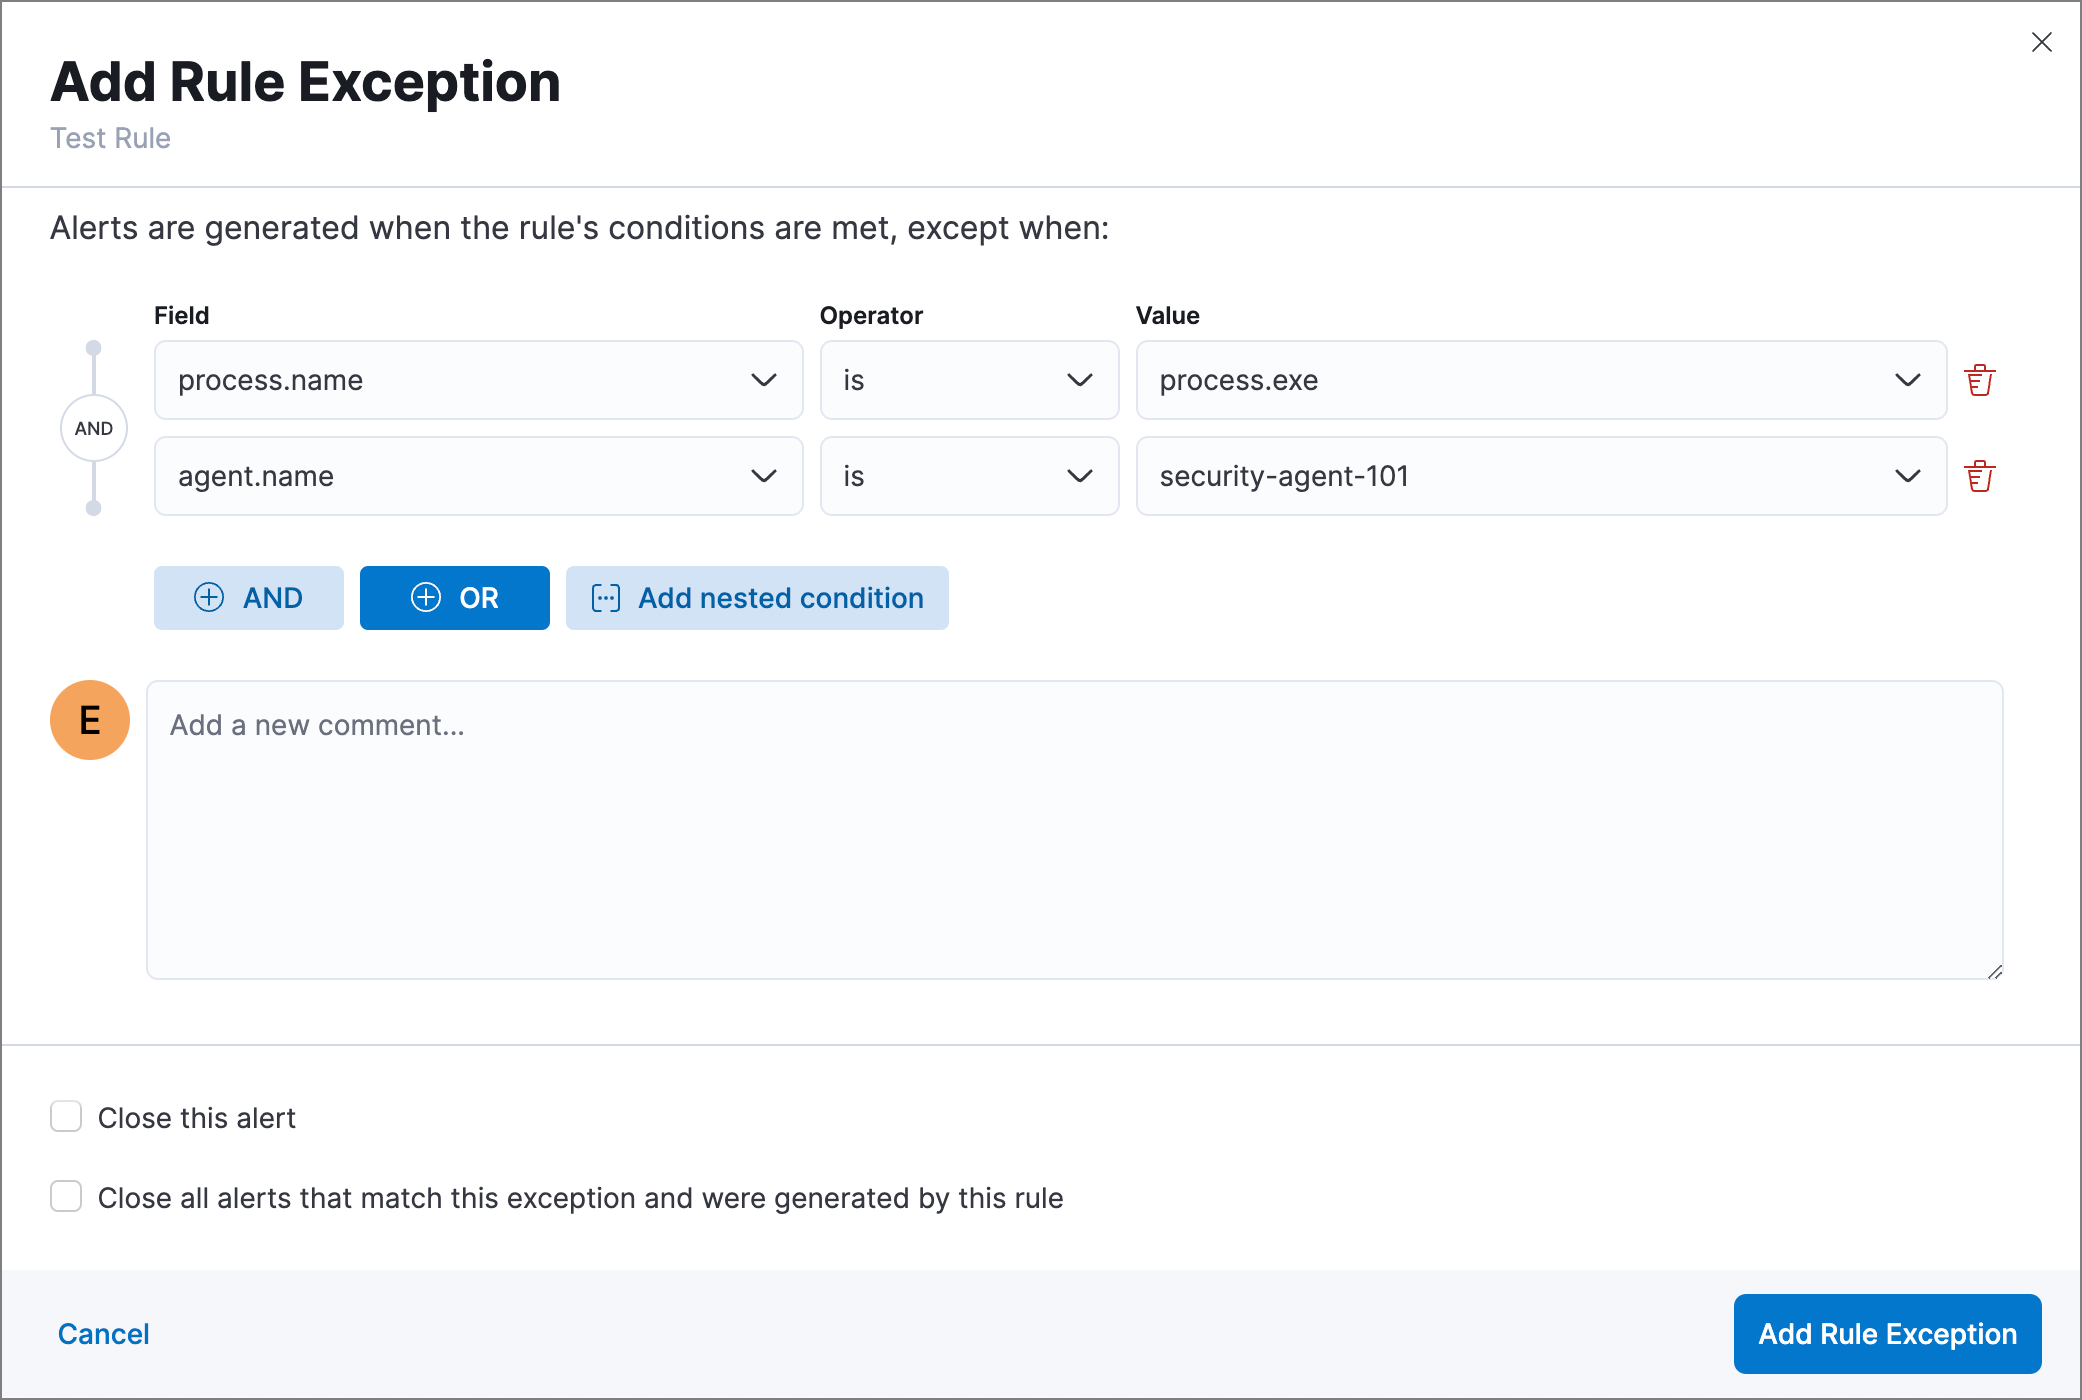 Add Rule Exception
Test Rule
Alerts are generated when the rule's conditions are met, except when:
Field Operator Value
process.name is process.exe
AND
agent.name is security-agent-101
AND OR Add nested condition
E
Add a new comment...
Close this alert
Close all alerts that match this exception and were generated by this rule
Cancel Add Rule Exception